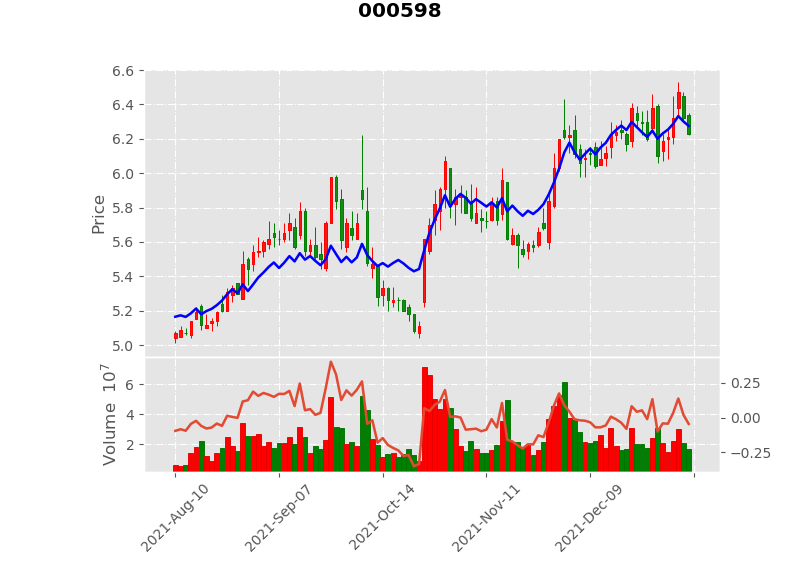 000598
6.6
6.4
6.2
6.0
5.8
5.6
5.4
5.2
5.0
Price
6
4
2
Volume 10^7
0.25
0.00
−0.25
2021-Aug-10
2021-Sep-07
2021-Oct-14
2021-Nov-11
2021-Dec-09